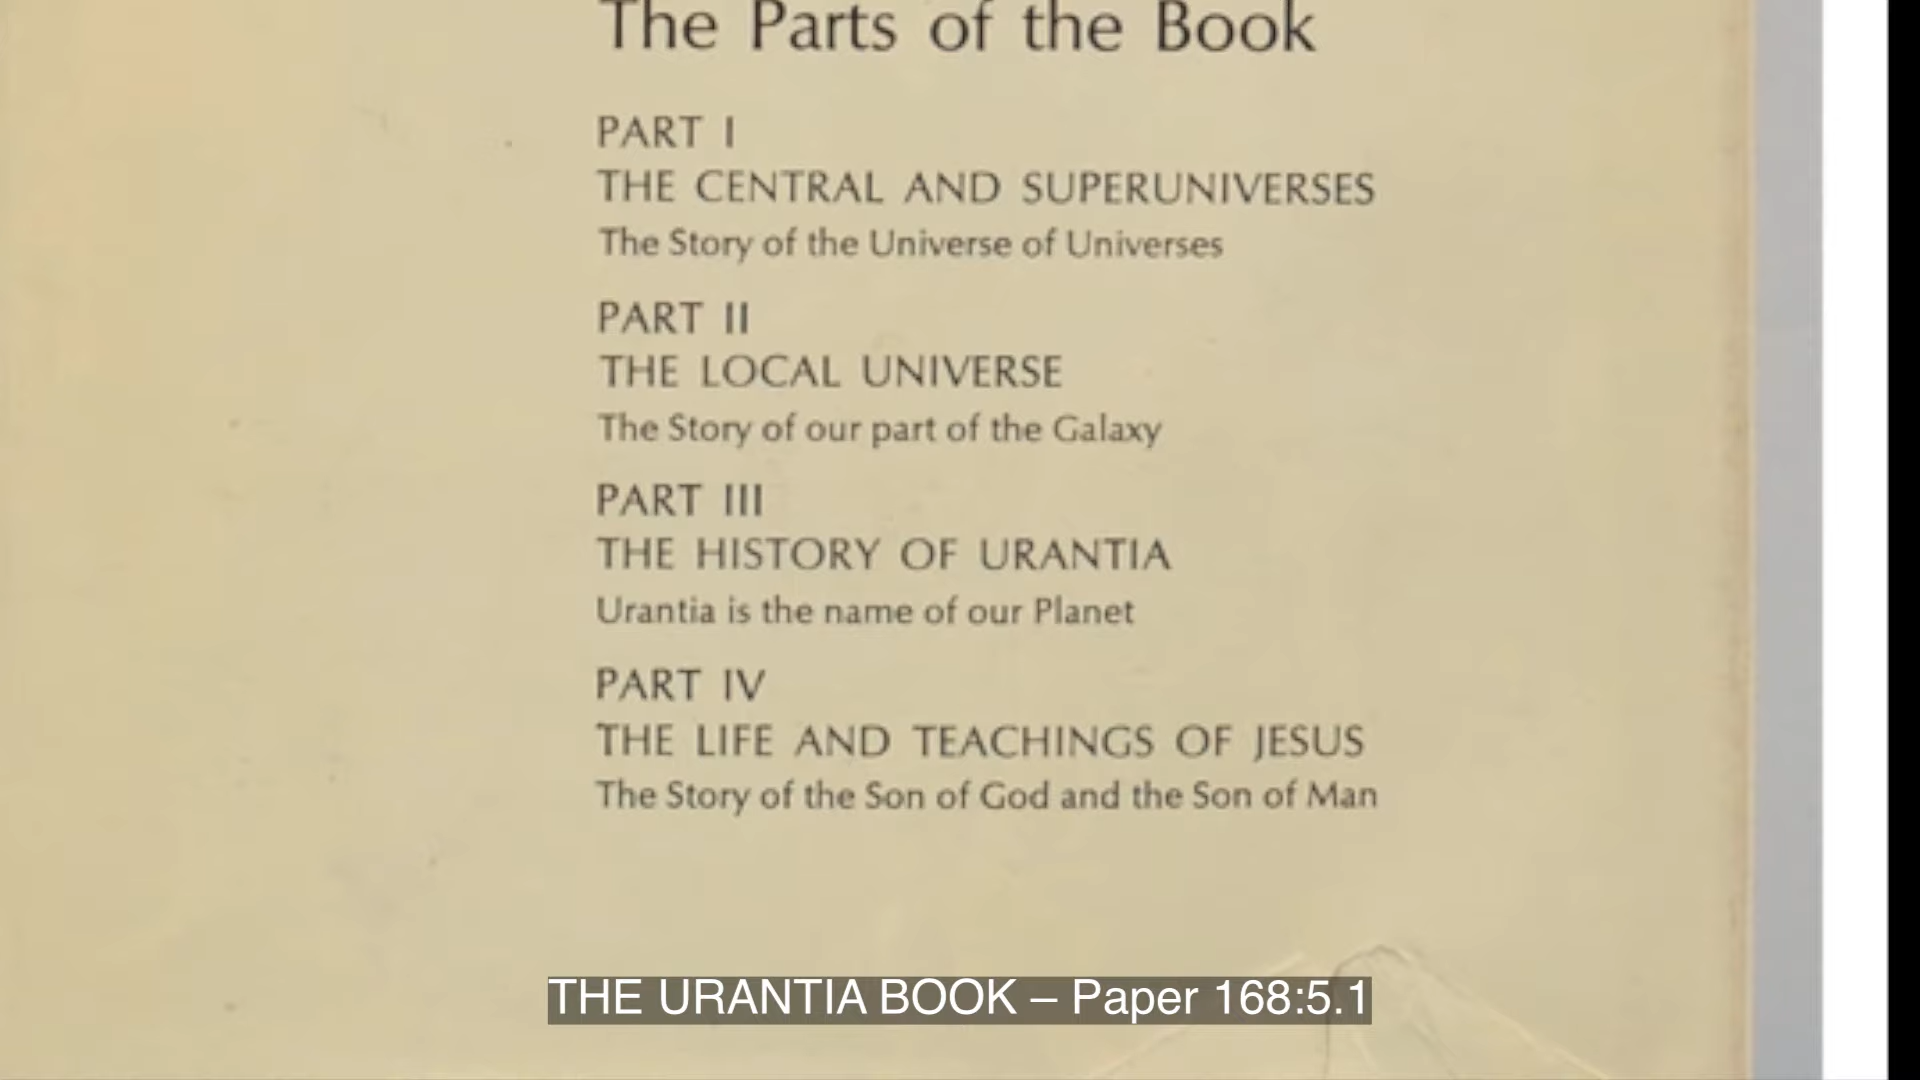 The Parts of the Book
PART I
THE CENTRAL AND SUPERUNIVERSES
The Story of the Universe of Universes
PART II
THE LOCAL UNIVERSE
The Story of our part of the Galaxy
PART III
THE HISTORY OF URANTIA
Urantia is the name of our Planet
PART IV
THE LIFE AND TEACHINGS OF JESUS
The Story of the Son of God and the Son of Man
THE URANTIA BOOK – Paper 168:5.1